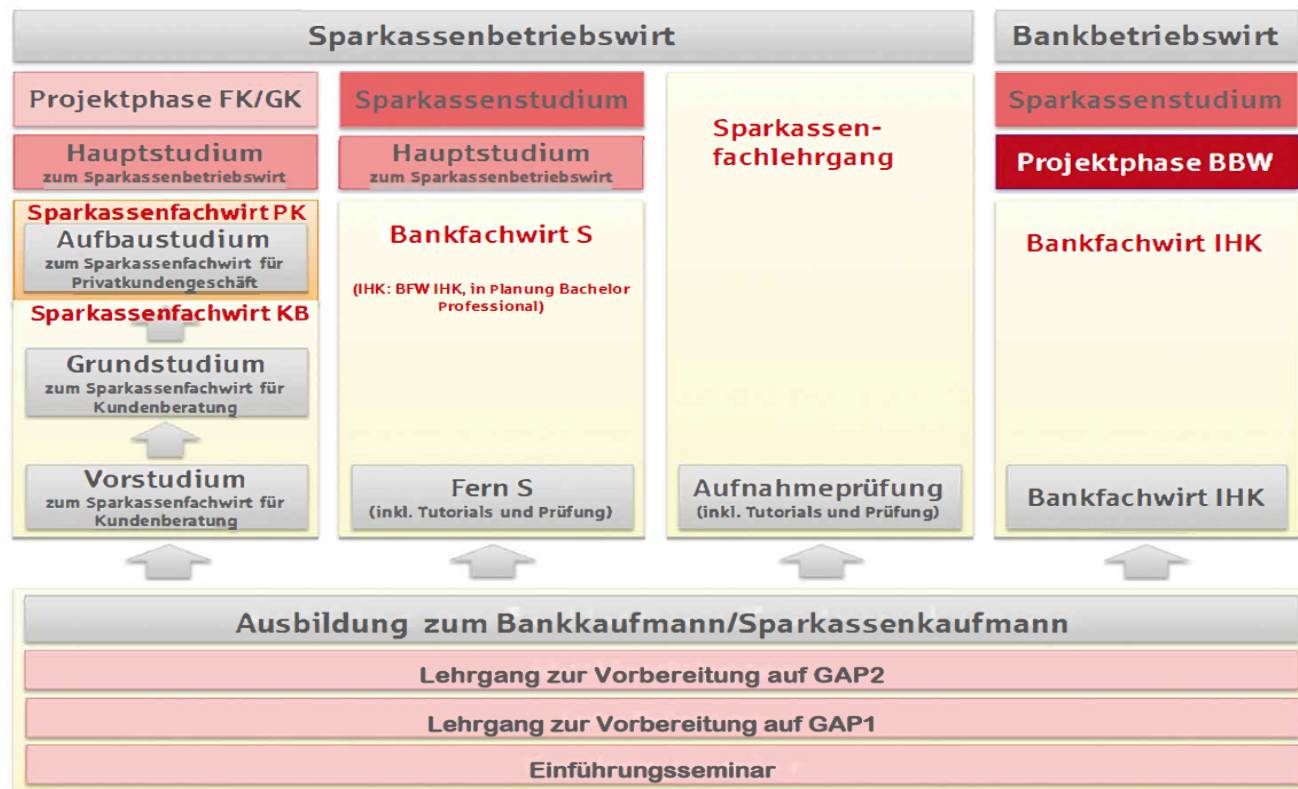 Sparkassenbetriebswirt
Bankbetriebswirt
Projektphase FK/GK
Hauptstudium
zum Sparkassenbetriebswirt
Sparkassenfachwirt PK
Aufbaustudium
zum Sparkassenfachwirt für
Privatkundengeschäft
Sparkassenfachwirt KB
Grundstudium
zum Sparkassenfachwirt für
Kundenberatung
Vorstudium
zum Sparkassenfachwirt für
Kundenberatung
Sparkassenstudium
Hauptstudium
zum Sparkassenbetriebswirt
Bankfachwirt S
(IHK: BFW IHK, in Planung Bachelor
Professional)
Fern S
(inkl. Tutorials und Prüfung)
Sparkassen-
fachlehrgang
Aufnahmeprüfung
(inkl. Tutorials und Prüfung)
Sparkassenstudium
Projektphase BBW
Bankfachwirt IHK
Bankfachwirt IHK
Ausbildung zum Bankkaufmann/Sparkassenkaufmann
Lehrgang zur Vorbereitung auf GAP2
Lehrgang zur Vorbereitung auf GAP1
Einführungsseminar